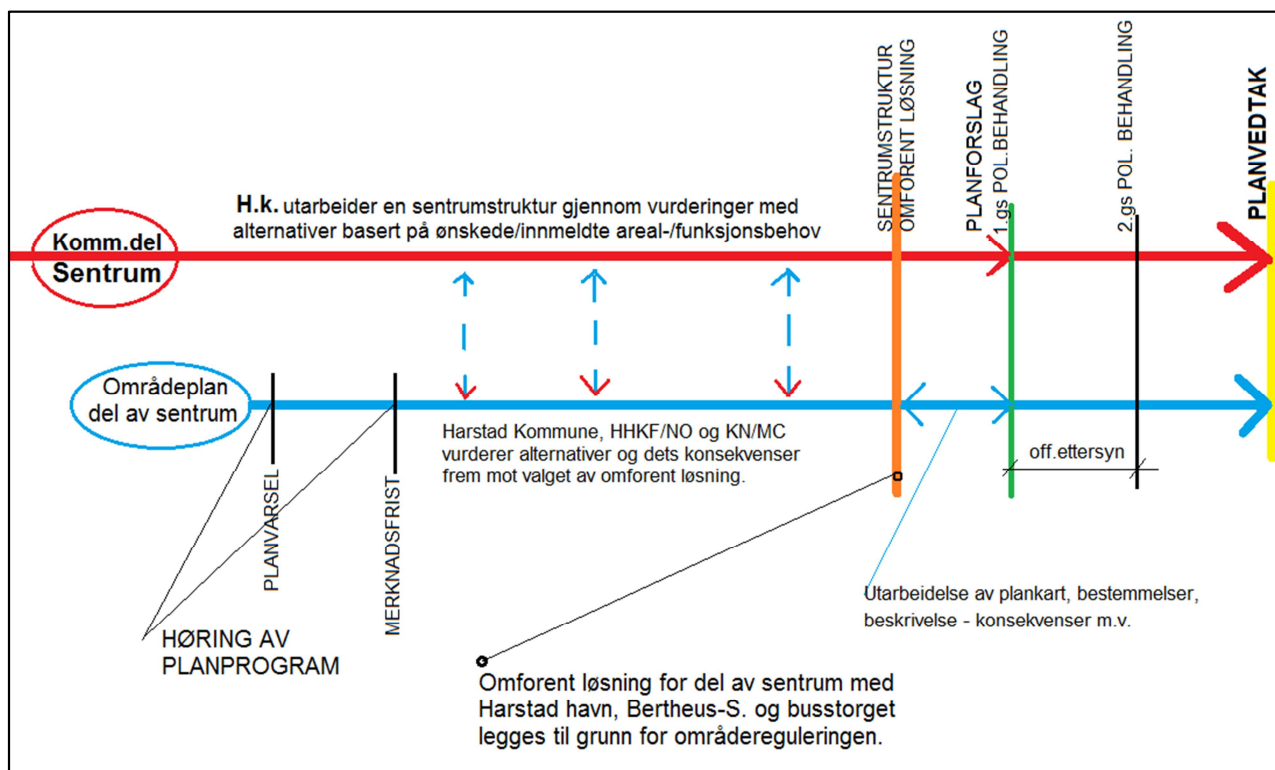 SENTRUMSTRUKTUR
OMFORENT LØSNING
PLANFORSLAG
1.gs POL.BEHANDLING
2.gs POL. BEHANDLING
PLANVEDTAK
H.k. utarbeider en sentrumstruktur gjennom vurderinger med
alternativer basert på ønskede/innmeldte areal-/funksjonsbehov
Komm.del
Sentrum
Områdeplan
del av sentrum
Harstad Kommune, HHKF/NO og KN/MC
vurderer alternativer og dets konsekvenser
frem mot valget av omforent løsning.
off.ettersyn
PLANVARSEL
MERKNADSFRIST
HØRING AV
PLANPROGRAM
Utarbeidelse av plankart, bestemmelser,
beskrivelse - konsekvenser m.v.
Omforent løsning for del av sentrum med
Harstad havn, Bertheus-S. og busstorget
legges til grunn for områdereguleringen.